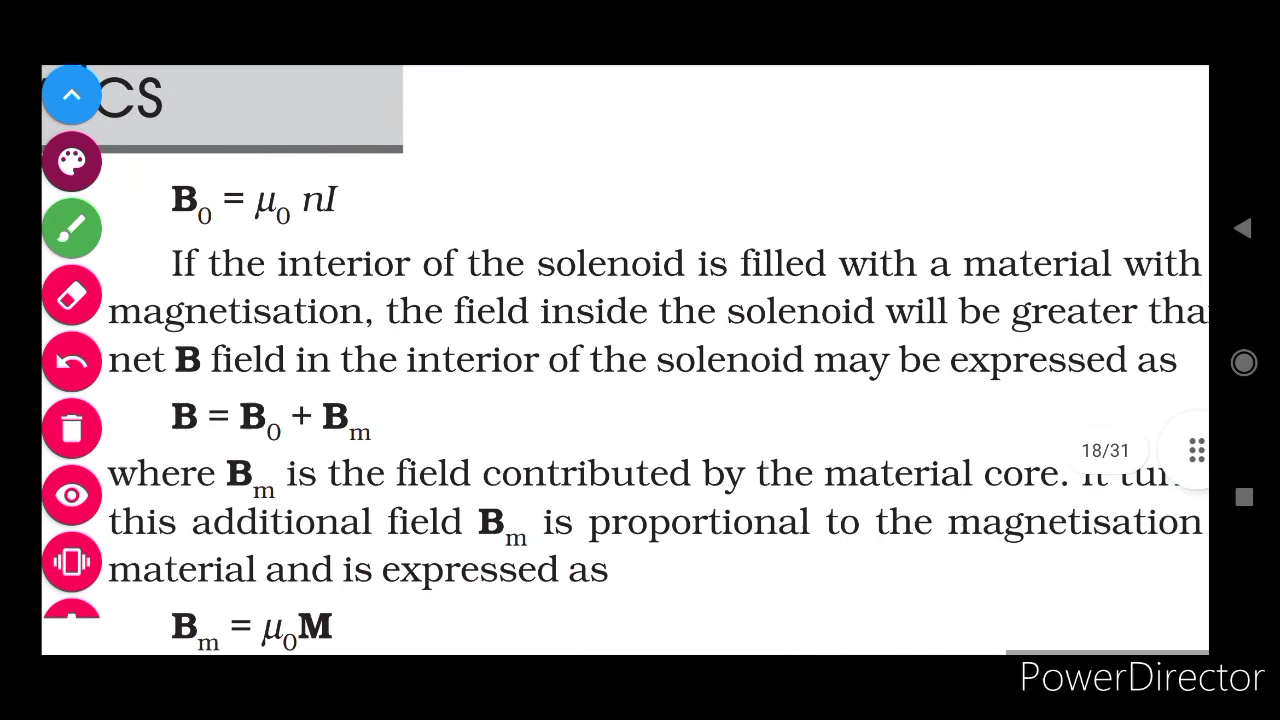 ICS
B₀ = μ₀ nI
If the interior of the solenoid is filled with a material with
magnetisation, the field inside the solenoid will be greater
net B field in the interior of the solenoid may be expressed as
B = B₀ + Bm
18/31
where Bm is the field contributed by the material core. It
this additional field Bm is proportional to the magnetisation
material and is expressed as
Bm = μ₀M
PowerDirector